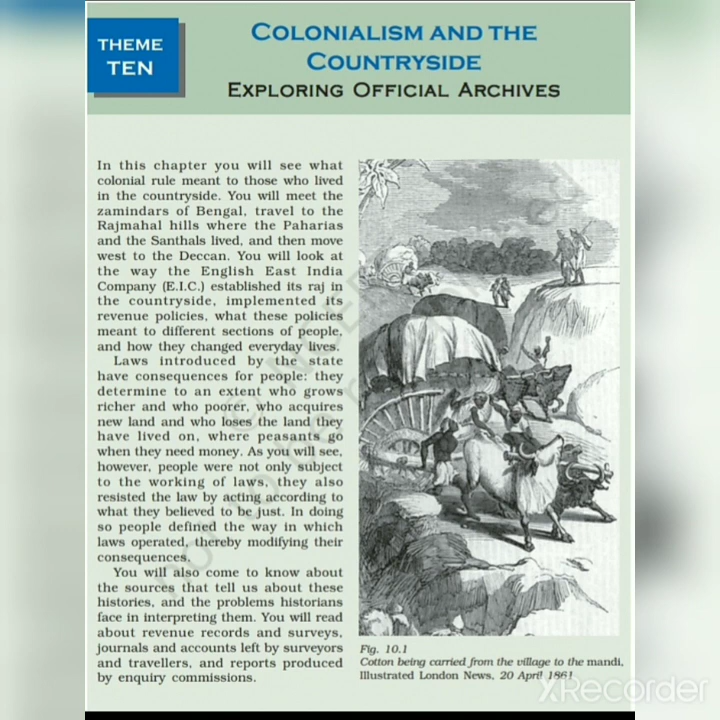 THEME
TEN
COLONIALISM AND THE
COUNTRYSIDE
EXPLORING OFFICIAL ARCHIVES
In this chapter you will see what
colonial rule meant to those who lived
in the countryside. You will meet the
zamindars of Bengal, travel to the
Rajmahal hills where the Paharias
and the Santhals lived, and then move
west to the Deccan. You will look at
the way the English East India
Company (E.I.C.) established its raj in
the countryside, implemented its
revenue policies, what these policies
meant to different sections of people,
and how they changed everyday lives.
Laws introduced by the state
have consequences for people: they
determine to an extent who grows
richer and who poorer, who acquires
new land and who loses the land they
have lived on, where peasants go
when they need money. As you will see,
however, people were not only subject
to the working of laws, they also
resisted the law by acting according to
what they believed to be just. In doing
so people defined the way in which
laws operated, thereby modifying their
consequences.
You will also come to know about
the sources that tell us about these
histories, and the problems historians
face in interpreting them. You will read
about revenue records and surveys,
journals and accounts left by surveyors
and travellers, and reports produced
by enquiry commissions.
Fig. 10.1
Cotton being carried from the village to the mandi,
Illustrated London News, 20 April 1861
XRecorder